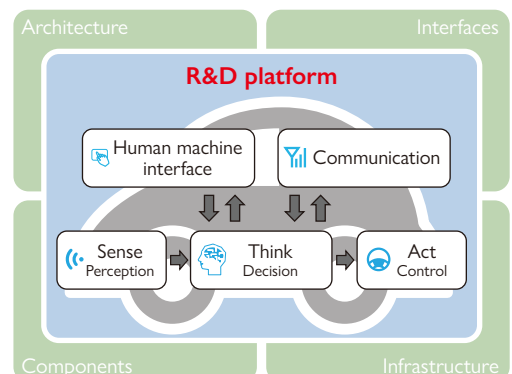 Architecture
Interfaces
R&D platform
Human machine
interface
Communication
Sense
Perception
Think
Decision
Act
Control
Components
Infrastructure